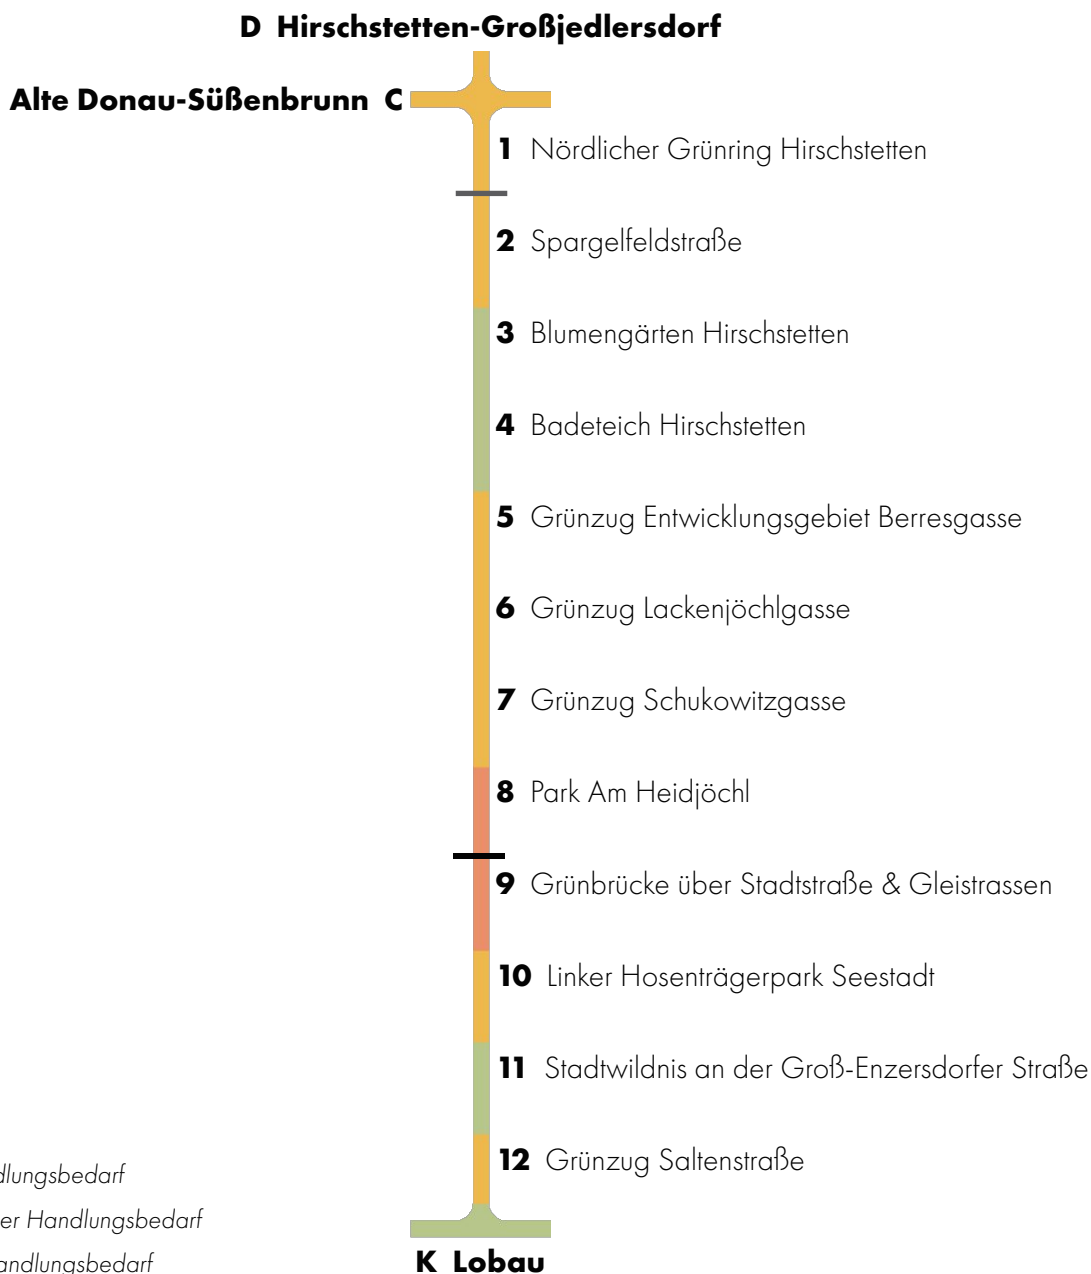 D Hirschstetten-Großjedlersdorf
Alte Donau-Süßenbrunn C
1 Nördlicher Grünring Hirschstetten
2 Spargelfeldstraße
3 Blumengärten Hirschstetten
4 Badeteich Hirschstetten
5 Grünzug Entwicklungsgebiet Berresgasse
6 Grünzug Lackenjöchlgasse
7 Grünzug Schukowitzgasse
8 Park Am Heidjöchl
9 Grünbrücke über Stadtstraße & Gleistrassen
10 Linker Hosenträgerpark Seestadt
11 Stadtwildnis an der Groß-Enzersdorfer Straße
12 Grünzug Saltenstraße
dlungsbedarf
er Handlungsbedarf
andlungsbedarf
K Lobau